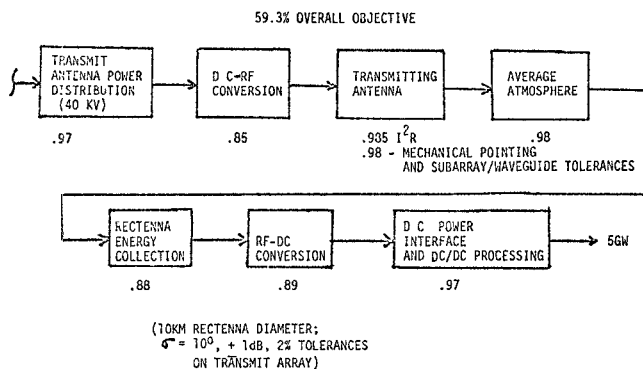 59.3% OVERALL OBJECTIVE
TRANSMIT
ANTENNA POWER
DISTRIBUTION
(40 KV)
.97
D C-RF
CONVERSION
.85
TRANSMITTING
ANTENNA
.935 I²R
.98 - MECHANICAL POINTING
AND SUBARRAY/WAVEGUIDE TOLERANCES
AVERAGE
ATMOSPHERE
.98
RECTENNA
ENERGY
COLLECTION
.88
RF-DC
CONVERSION
.89
D C POWER
INTERFACE
AND DC/DC PROCESSING
.97
5GW
(10KM RECTENNA DIAMETER;
σ = 10⁰, + 1dB, 2% TOLERANCES
ON TRANSMIT ARRAY)